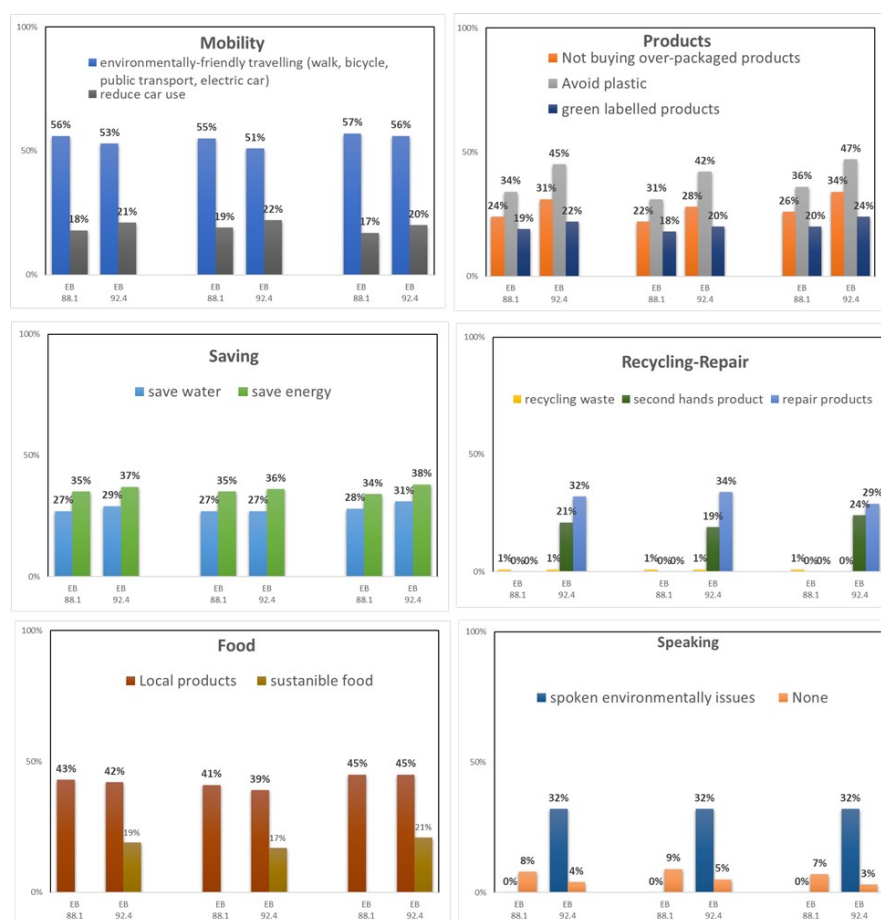 100%
Mobility
environmentally-friendly travelling (walk, bicycle,
public transport, electric car)
reduce car use
56% 53% 55% 51% 57% 56%
50%
18% 21% 19% 22% 17% 20%
0%
EB EB EB EB EB EB
88.1 92.4 88.1 92.4 88.1 92.4
100%
Products
Not buying over-packaged products
Avoid plastic
green labelled products
50%
24% 34% 19% 31% 45% 22% 22% 31% 18% 28% 42% 20% 26% 36% 20% 34% 47% 24%
0%
EB EB EB EB EB EB
88.1 92.4 88.1 92.4 88.1 92.4
100%
Saving
save water save energy
50%
27% 35% 29% 37% 27% 35% 27% 36% 28% 34% 31% 38%
0%
EB EB EB EB EB EB
88.1 92.4 88.1 92.4 88.1 92.4
100%
Recycling-Repair
recycling waste second hands product repair products
50%
1% 0% 0% 1% 21% 32% 1% 0% 0% 1% 19% 34% 1% 0% 0% 0% 24% 29%
0%
EB EB EB EB EB EB
88.1 92.4 88.1 92.4 88.1 92.4
100%
Food
Local products sustanible food
50%
43% 42% 19% 41% 39% 17% 45% 45% 21%
0%
EB EB EB EB EB EB
88.1 92.4 88.1 92.4 88.1 92.4
100%
Speaking
spoken environmentally issues None
50%
0% 8% 32% 4% 0% 9% 32% 5% 0% 7% 32% 3%
0%
EB EB EB EB EB EB
88.1 92.4 88.1 92.4 88.1 92.4